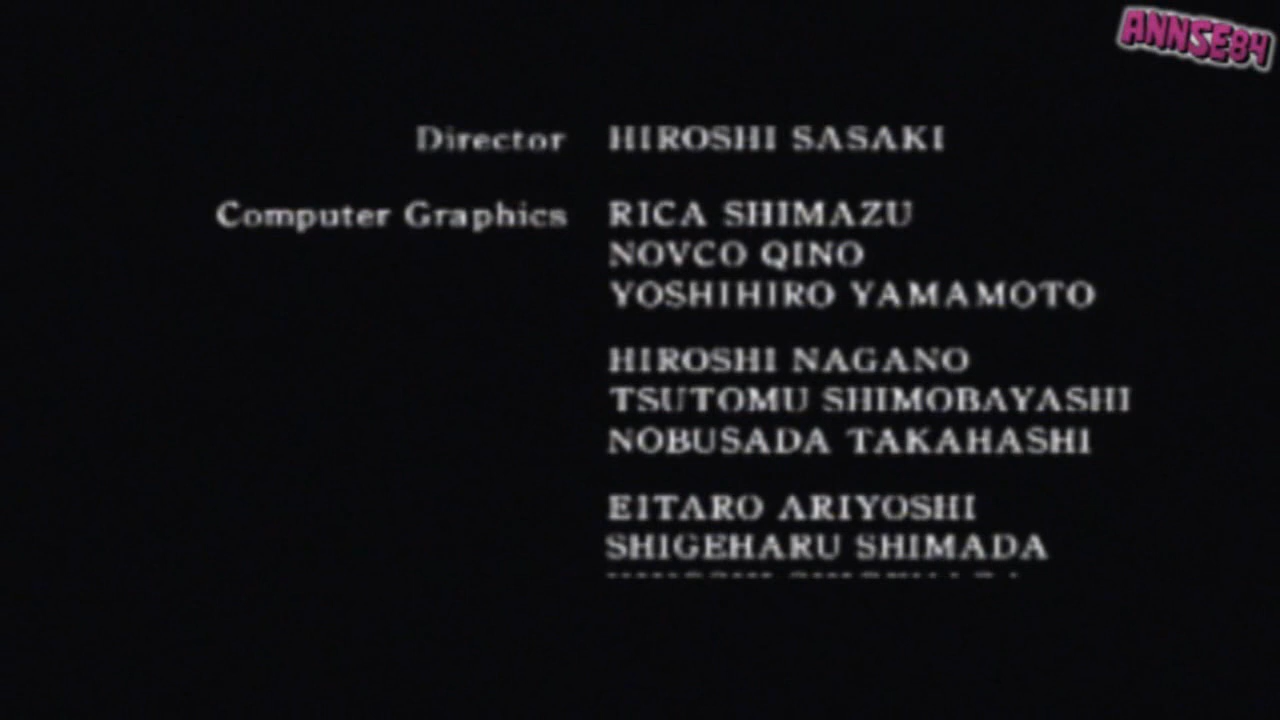 ANNSE84
Director HIROSHI SASAKI
Computer Graphics RICA SHIMAZU
NOVCO QINO
YOSHIHIRO YAMAMOTO
HIROSHI NAGANO
TSUTOMU SHIMOBAYASHI
NOBUSADA TAKAHASHI
EITARO ARIYOSHI
SHIGEHARU SHIMADA